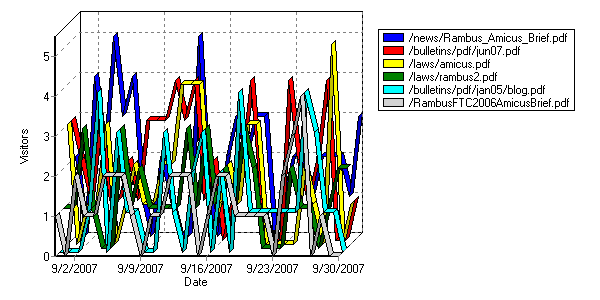 /news/Rambus_Amicus_Brief.pdf
/bulletins/pdf/jun07.pdf
/laws/amicus.pdf
/laws/rambus2.pdf
/bulletins/pdf/jan05/blog.pdf
/RambusFTC2006AmicusBrief.pdf
Visitors
5
4
3
2
1
0
9/2/2007 9/9/2007 9/16/2007 9/23/2007 9/30/2007
Date